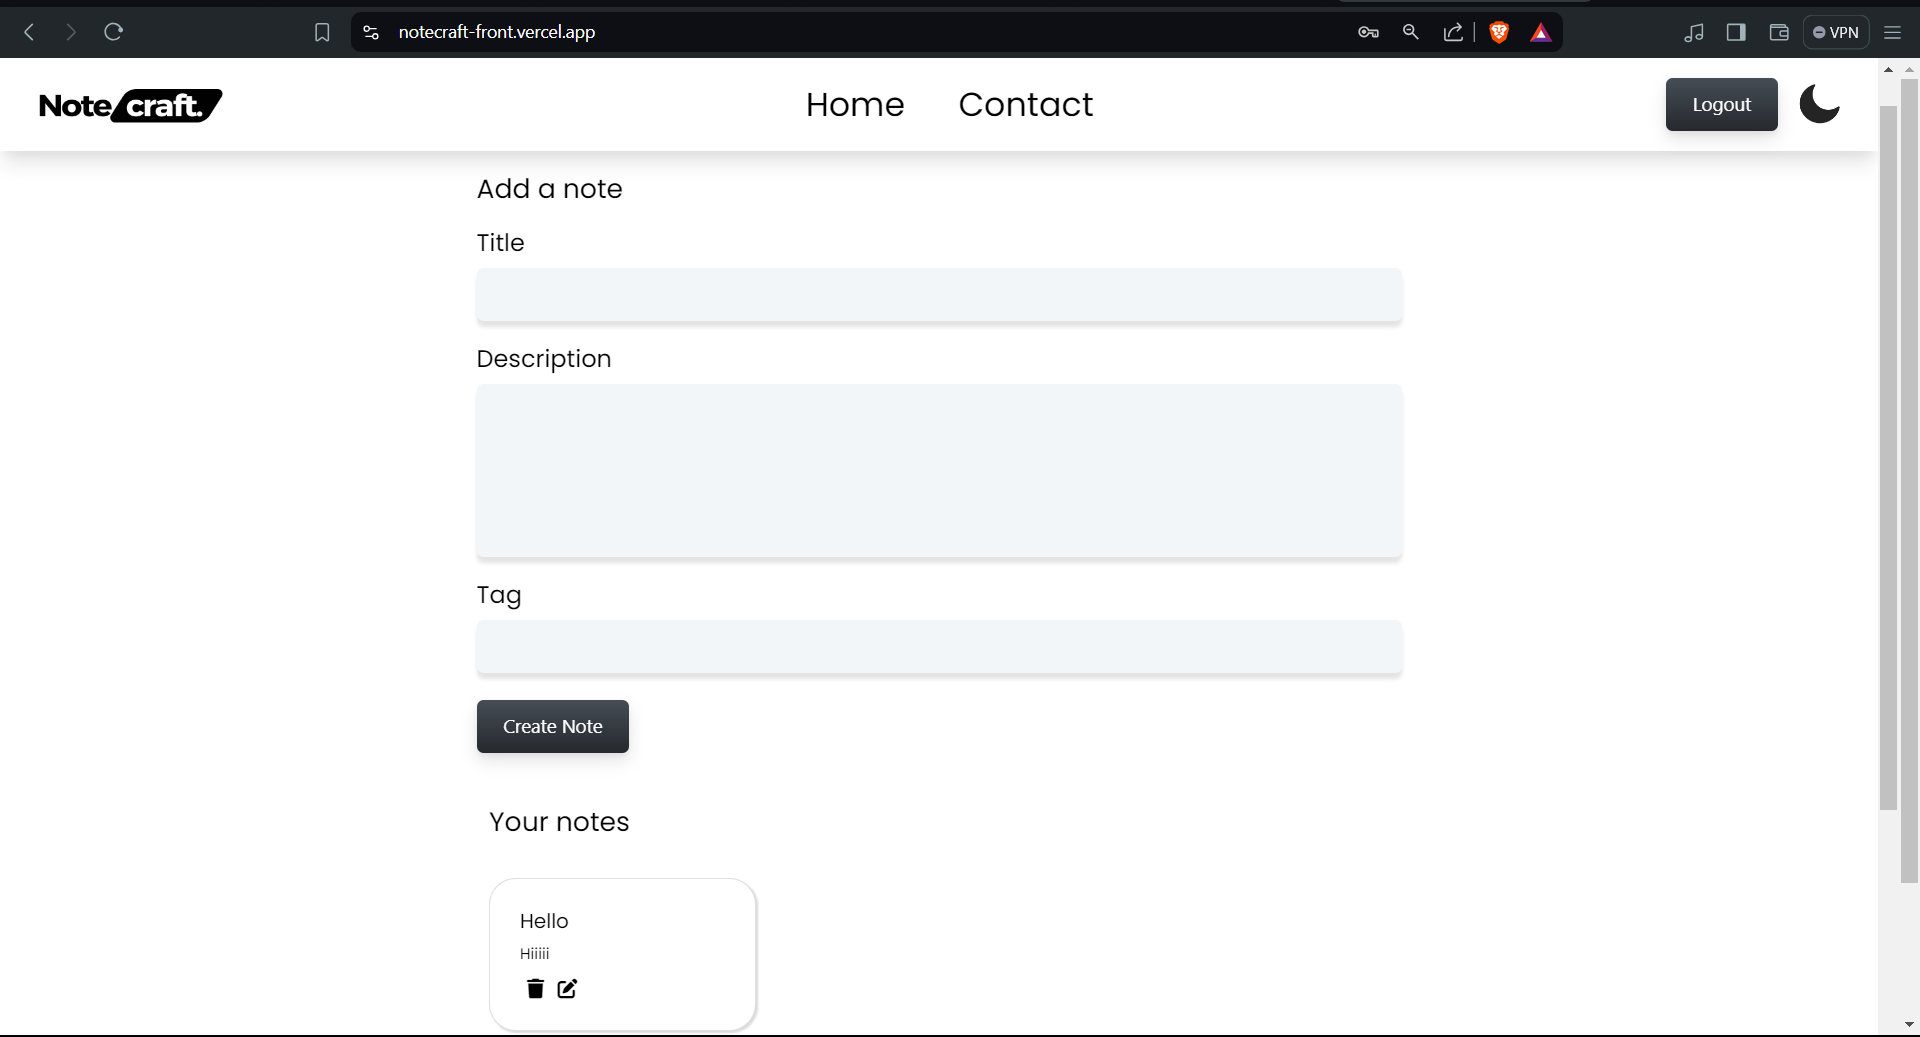 notecraft-front.vercel.app
VPN
Note craft.
Home
Contact
Logout
Add a note
Title
Description
Tag
Create Note
Your notes
Hello
Hiiiii